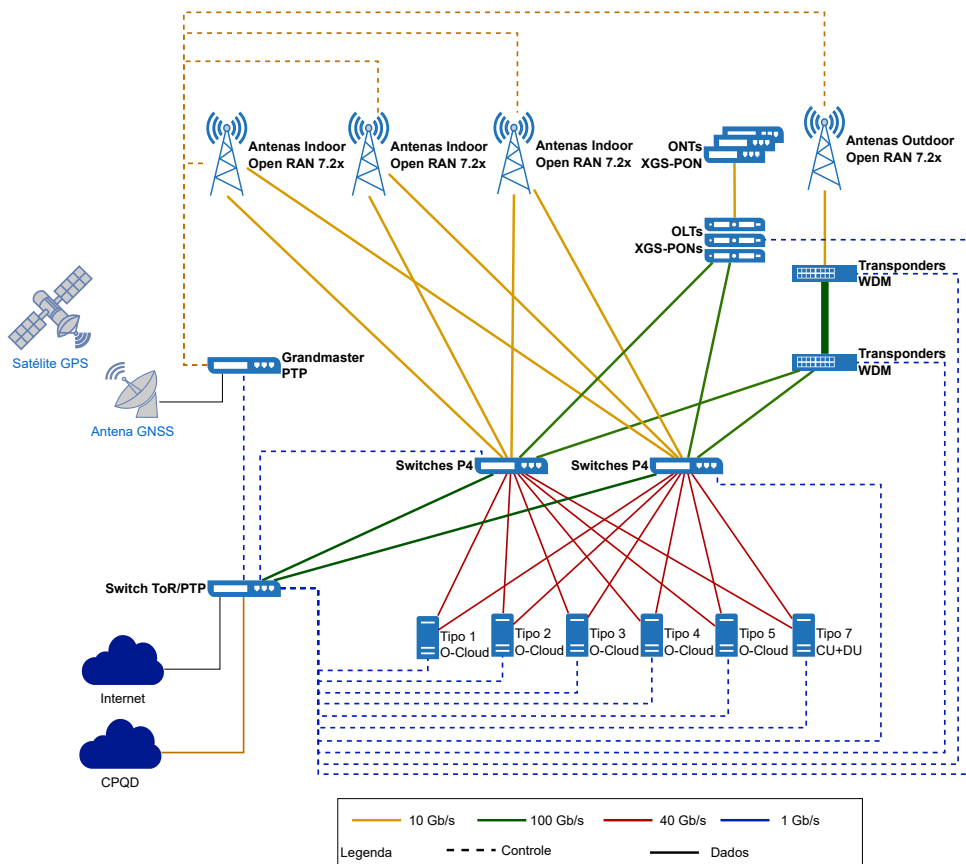 Antenas Indoor
Open RAN 7.2x
Antenas Indoor
Open RAN 7.2x
Antenas Indoor
Open RAN 7.2x
ONTs
XGS-PON
Antenas Outdoor
Open RAN 7.2x
OLTs
XGS-PONs
Transponders
WDM
Satélite GPS
Grandmaster
PTP
Transponders
WDM
Antena GNSS
Switches P4
Switches P4
Switch ToR/PTP
Tipo 1
O-Cloud
Tipo 2
O-Cloud
Tipo 3
O-Cloud
Tipo 4
O-Cloud
Tipo 5
O-Cloud
Tipo 7
CU+DU
Internet
CPQD
10 Gb/s
100 Gb/s
40 Gb/s
1 Gb/s
Legenda
Controle
Dados